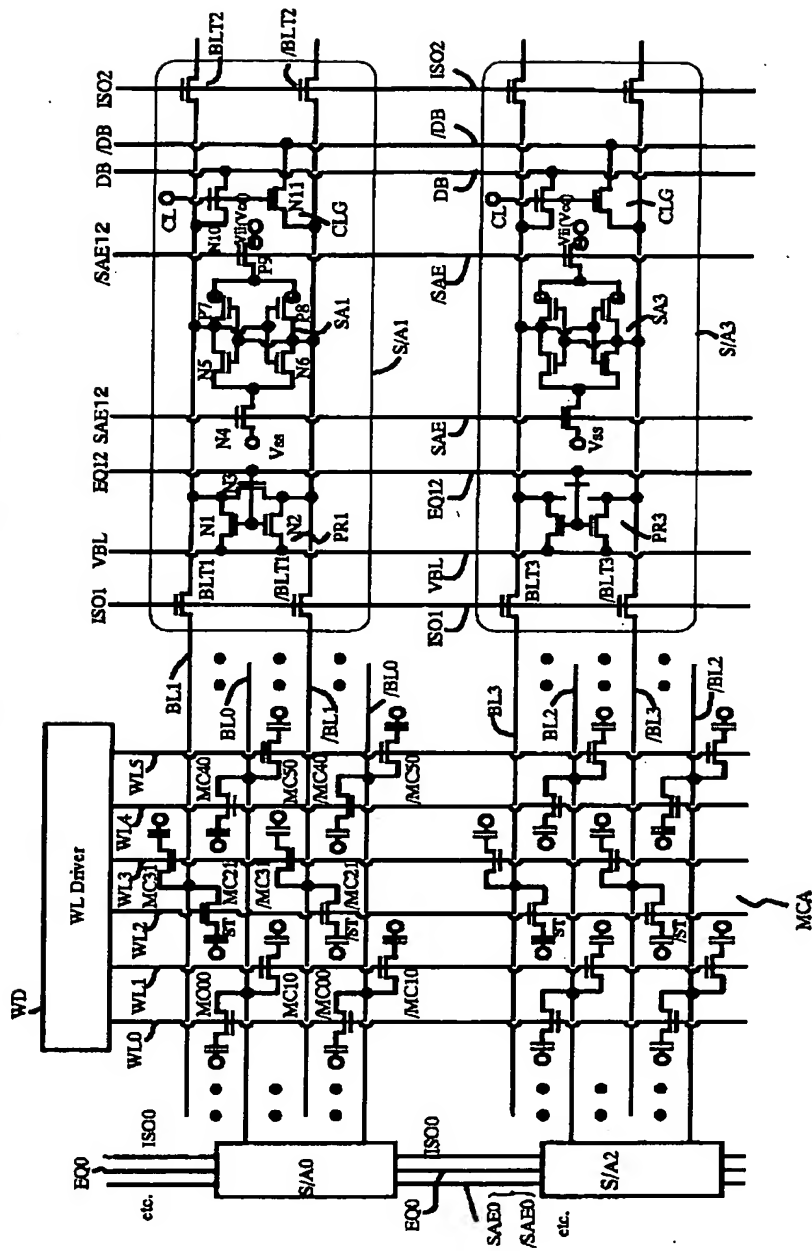 WD
WL Driver
WL0
WL1
WL2
WL3
WL4
WL5
MC31
MC40
MC00
MC21
MC50
MC10
/MC31
/MC40
/MC00
/MC21
/MC50
/MC10
ST
/ST
ST
/ST
MCA
EQ0
ISO0
etc.
S/A0
ISO0
EQ0
SAE0
/SAE0
etc.
S/A2
BL1
BL0
/BL1
/BL0
BL3
BL2
/BL3
/BL2
ISO1
VBL
EQ12
SAE12
/SAE12
DB
/DB
ISO2
BLT1
/BLT1
N1
N2
N3
PR1
N4
Vss
N5
N6
P7
P8
P9
SA1
S/A1
Vii(Vcc)
CL
N10
N11
CLG
BLT2
/BLT2
ISO1
VBL
EQ12
SAE
/SAE
DB
/DB
ISO2
BLT3
/BLT3
PR3
Vss
SA3
S/A3
Vii(Vcc)
CL
CLG